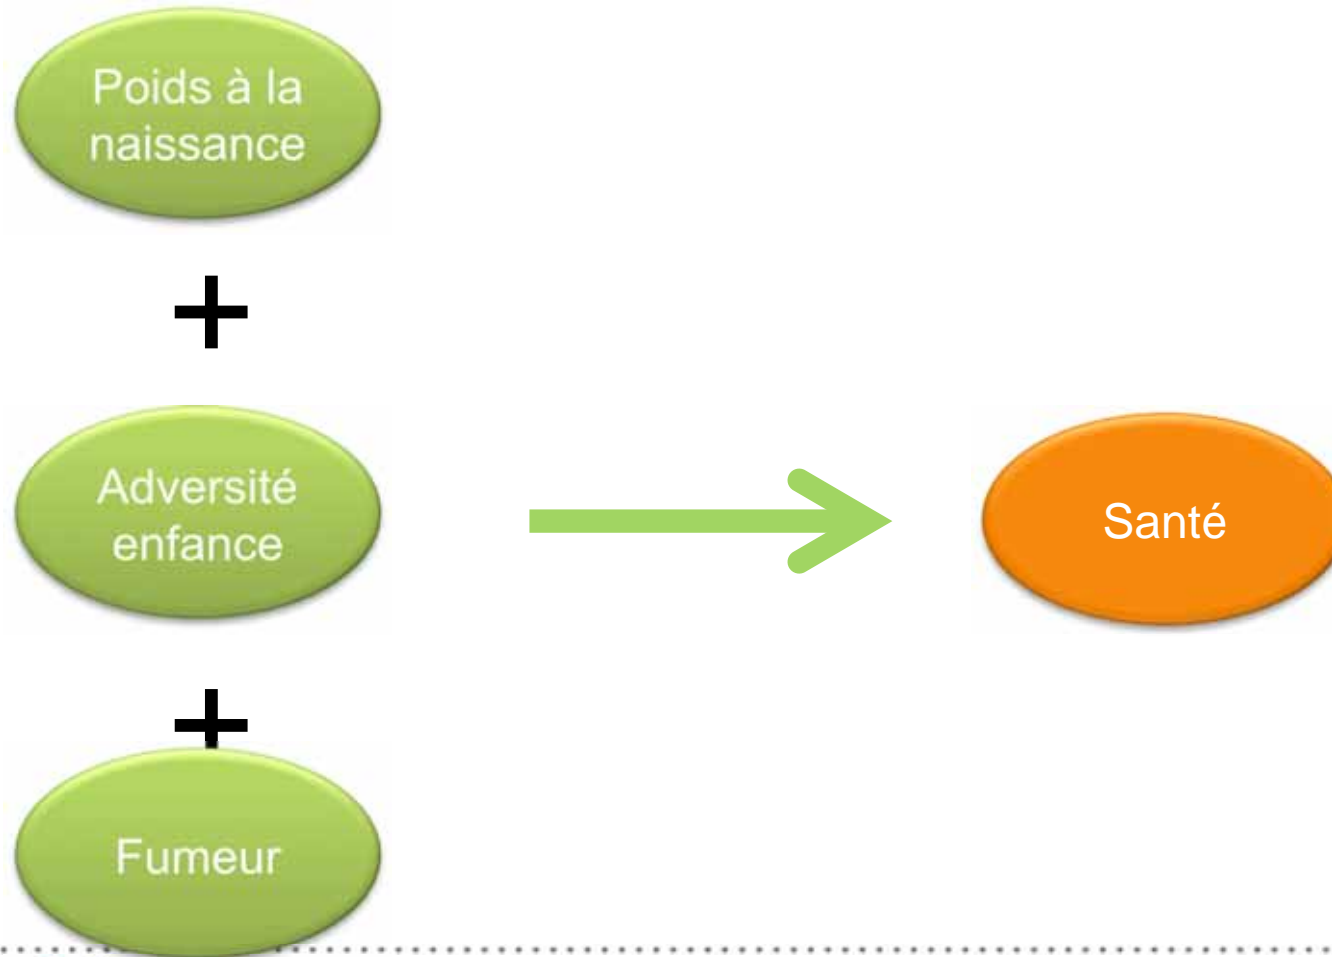 Poids à la
naissance
+
Adversité
enfance
Santé
+
Fumeur